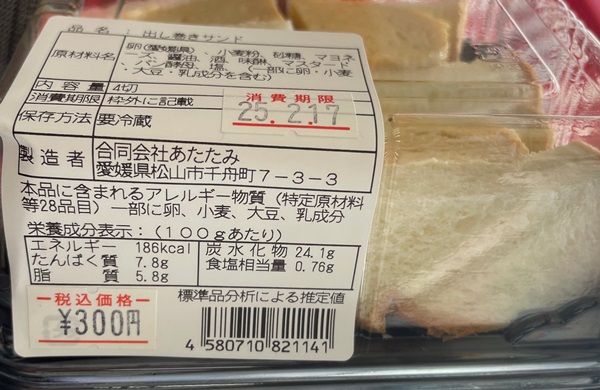 品名：出し巻きサンド
原材料名 卵(愛媛県)、小麦粉、砂糖、マヨネ
ーズ、醤油、酒、味醂、マスタード
、パン酵母、塩、(一部に卵・小麦
・大豆・乳成分を含む)
内容量 4切
消費期限 枠外に記載
消費期限
25.2.17
保存方法 要冷蔵
製造者 合同会社あたたみ
愛媛県松山市千舟町7-3-3
本品に含まれるアレルギー物質(特定原材料
等28品目)一部に卵、小麦、大豆、乳成分
栄養成分表示：(100gあたり)
エネルギー 186kcal 炭水化物 24.1g
たんぱく質 7.8g 食塩相当量 0.76g
脂質 5.8g
標準品分析による推定値
税込価格
¥300円
4 580710 821141